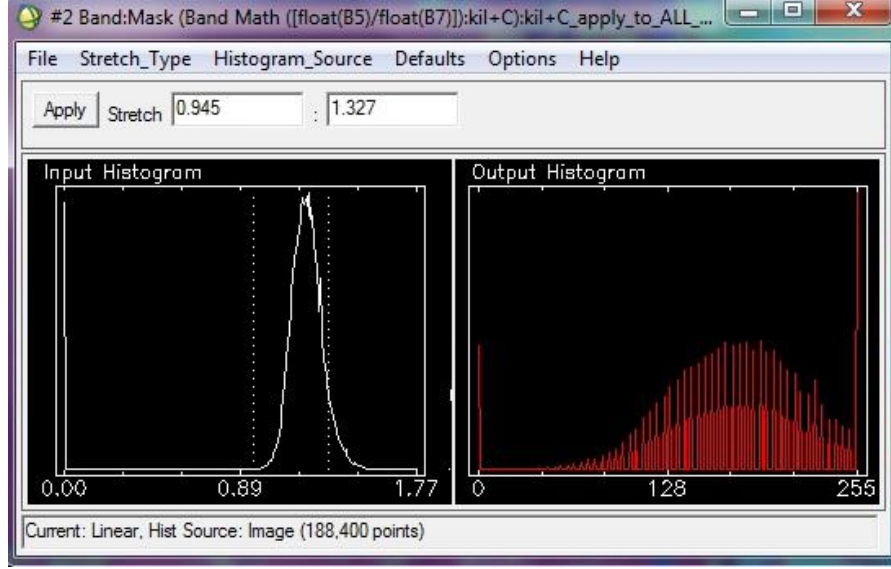 #2 Band:Mask (Band Math ([float(B5)/float(B7)]):kil+C):kil+C_apply_to_ALL_...
File Stretch_Type Histogram_Source Defaults Options Help
Apply Stretch 0.945 : 1.327
Input Histogram Output Histogram
0.00 0.89 1.77 0 128 255
Current: Linear, Hist Source: Image (188,400 points)